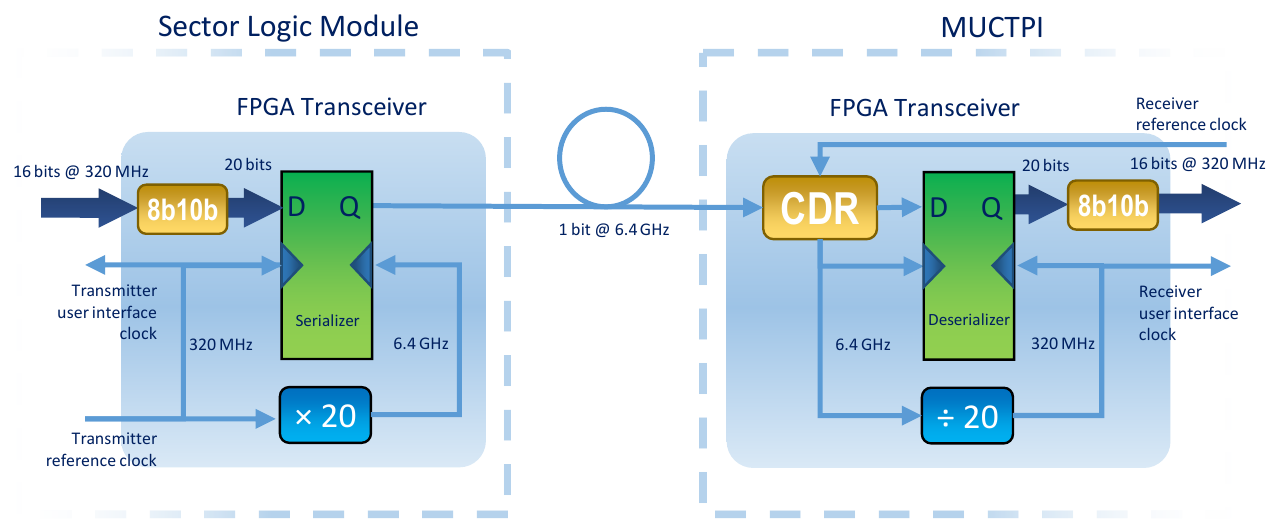 Sector Logic Module
MUCTPI
FPGA Transceiver
FPGA Transceiver
Receiver
reference clock
16 bits @ 320 MHz
20 bits
20 bits
16 bits @ 320 MHz
8b10b
D Q
1 bit @ 6.4 GHz
CDR
D Q
8b10b
Transmitter
user interface
clock
Serializer
320 MHz
6.4 GHz
Deserializer
Receiver
user interface
clock
6.4 GHz
320 MHz
× 20
÷ 20
Transmitter
reference clock